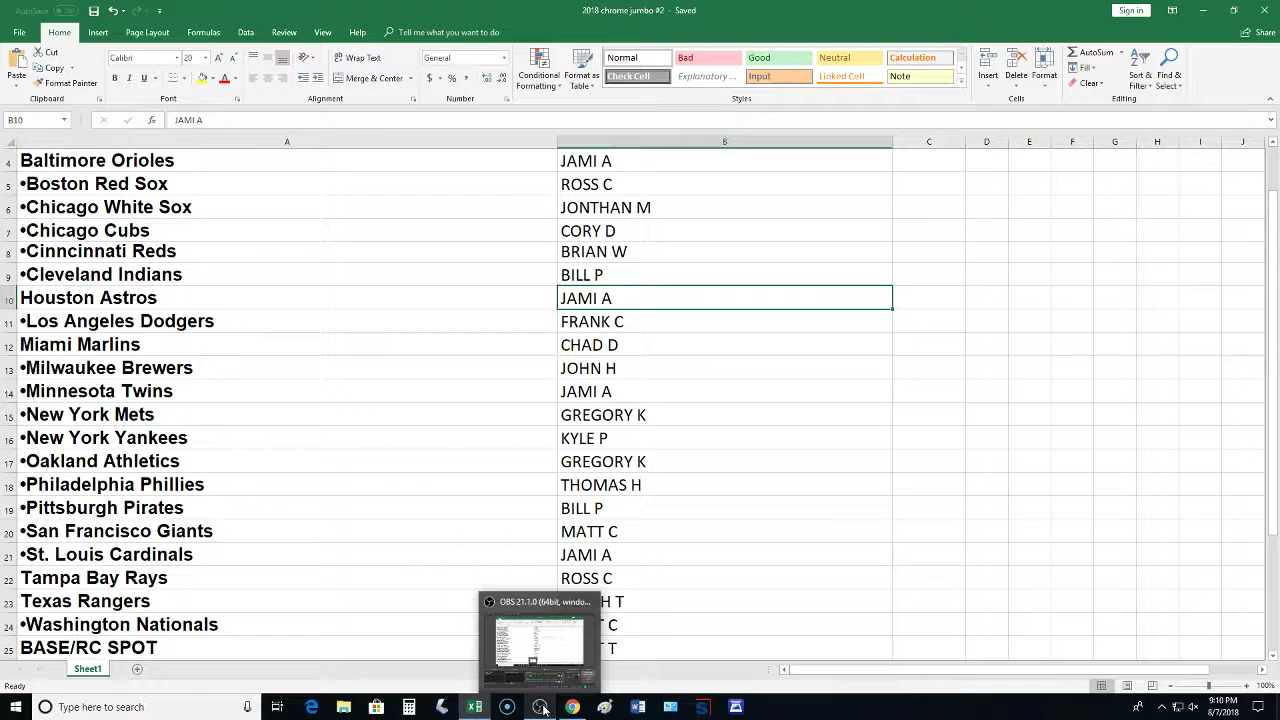 AutoSave
2018 chrome jumbo #2 - Saved
Sign in
File Home Insert Page Layout Formulas Data Review View Help Tell me what you want to do Share
Paste Cut Copy Format Painter Clipboard
Calibri 20 B I U A Font
Wrap Text Merge & Center Alignment
General $ % Number
Conditional Formatting Format as Table
Normal Bad Good Neutral Calculation
Check Cell Explanatory ... Input Linked Cell Note
Styles
Insert Delete Format Cells
AutoSum Fill Clear Sort & Filter Find & Select Editing
B10 fx JAMI A
A B C D E F G H I J
4 Baltimore Orioles JAMI A
5 •Boston Red Sox ROSS C
6 •Chicago White Sox JONTHAN M
7 •Chicago Cubs CORY D
8 •Cinncinnati Reds BRIAN W
9 •Cleveland Indians BILL P
10 Houston Astros JAMI A
11 •Los Angeles Dodgers FRANK C
12 Miami Marlins CHAD D
13 •Milwaukee Brewers JOHN H
14 •Minnesota Twins JAMI A
15 •New York Mets GREGORY K
16 •New York Yankees KYLE P
17 •Oakland Athletics GREGORY K
18 •Philadelphia Phillies THOMAS H
19 •Pittsburgh Pirates BILL P
20 •San Francisco Giants MATT C
21 •St. Louis Cardinals JAMI A
22 Tampa Bay Rays ROSS C
23 Texas Rangers H T
24 •Washington Nationals C
25 BASE/RC SPOT T
OBS 21.1.0 (64bit, windo...
Sheet1
Ready
100%
Type here to search
9:10 PM
8/7/2018